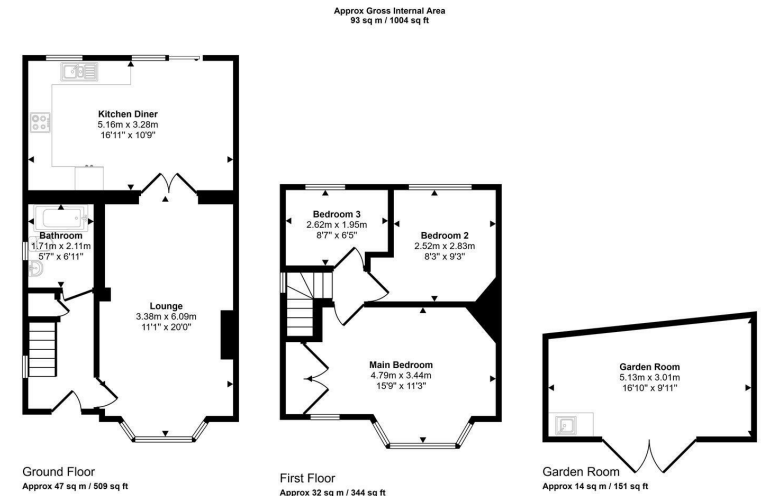 Approx Gross Internal Area
93 sq m / 1004 sq ft
Kitchen Diner
5.16m x 3.28m
16'11" x 10'9"
Bathroom
1.71m x 2.11m
5'7" x 6'11"
Lounge
3.38m x 6.09m
11'1" x 20'0"
Ground Floor
Approx 47 sq m / 509 sq ft
Bedroom 3
2.62m x 1.95m
8'7" x 6'5"
Bedroom 2
2.52m x 2.83m
8'3" x 9'3"
Main Bedroom
4.79m x 3.44m
15'9" x 11'3"
First Floor
Approx 32 sq m / 344 sq ft
Garden Room
5.13m x 3.01m
16'10" x 9'11"
Garden Room
Approx 14 sq m / 151 sq ft